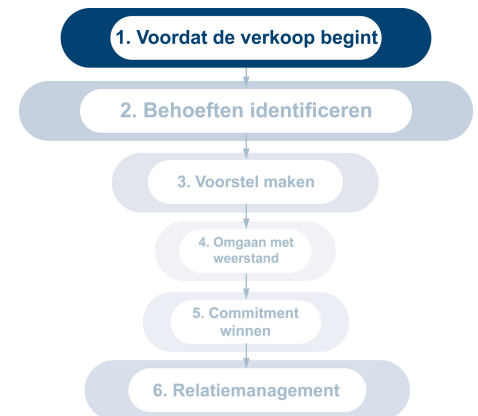 1. Voordat de verkoop begint
2. Behoeften identificeren
3. Voorstel maken
4. Omgaan met
weerstand
5. Commitment
winnen
6. Relatiemanagement